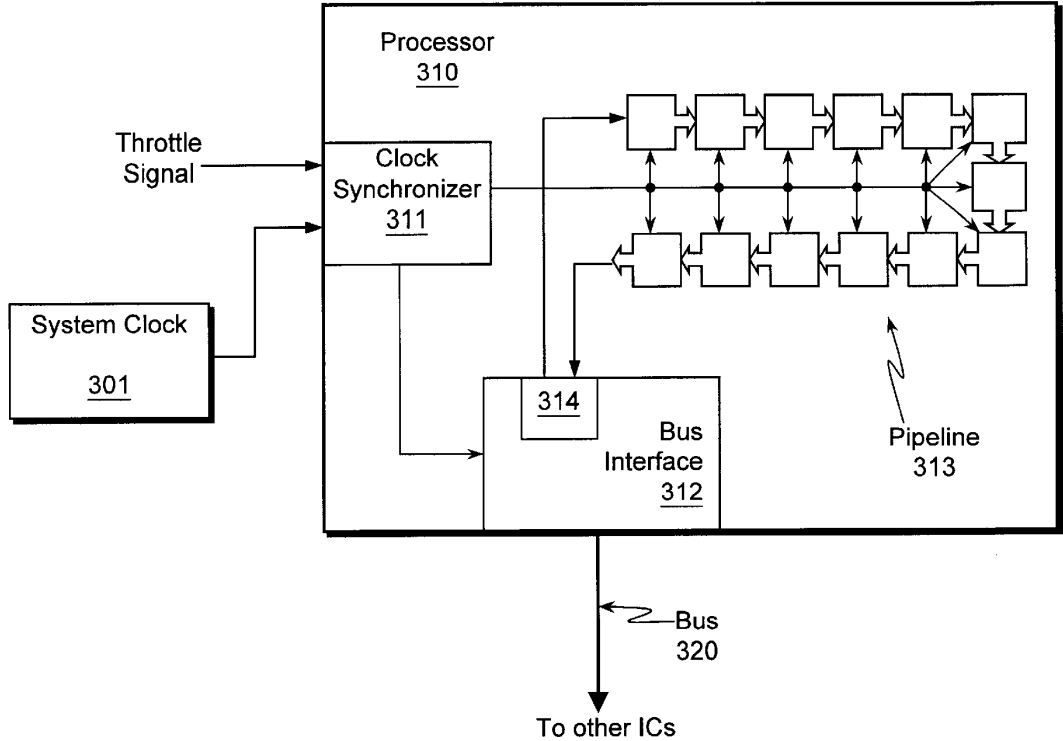 Processor
310
Throttle
Signal
Clock
Synchronizer
311
System Clock
301
314
Bus
Interface
312
Pipeline
313
Bus
320
To other ICs